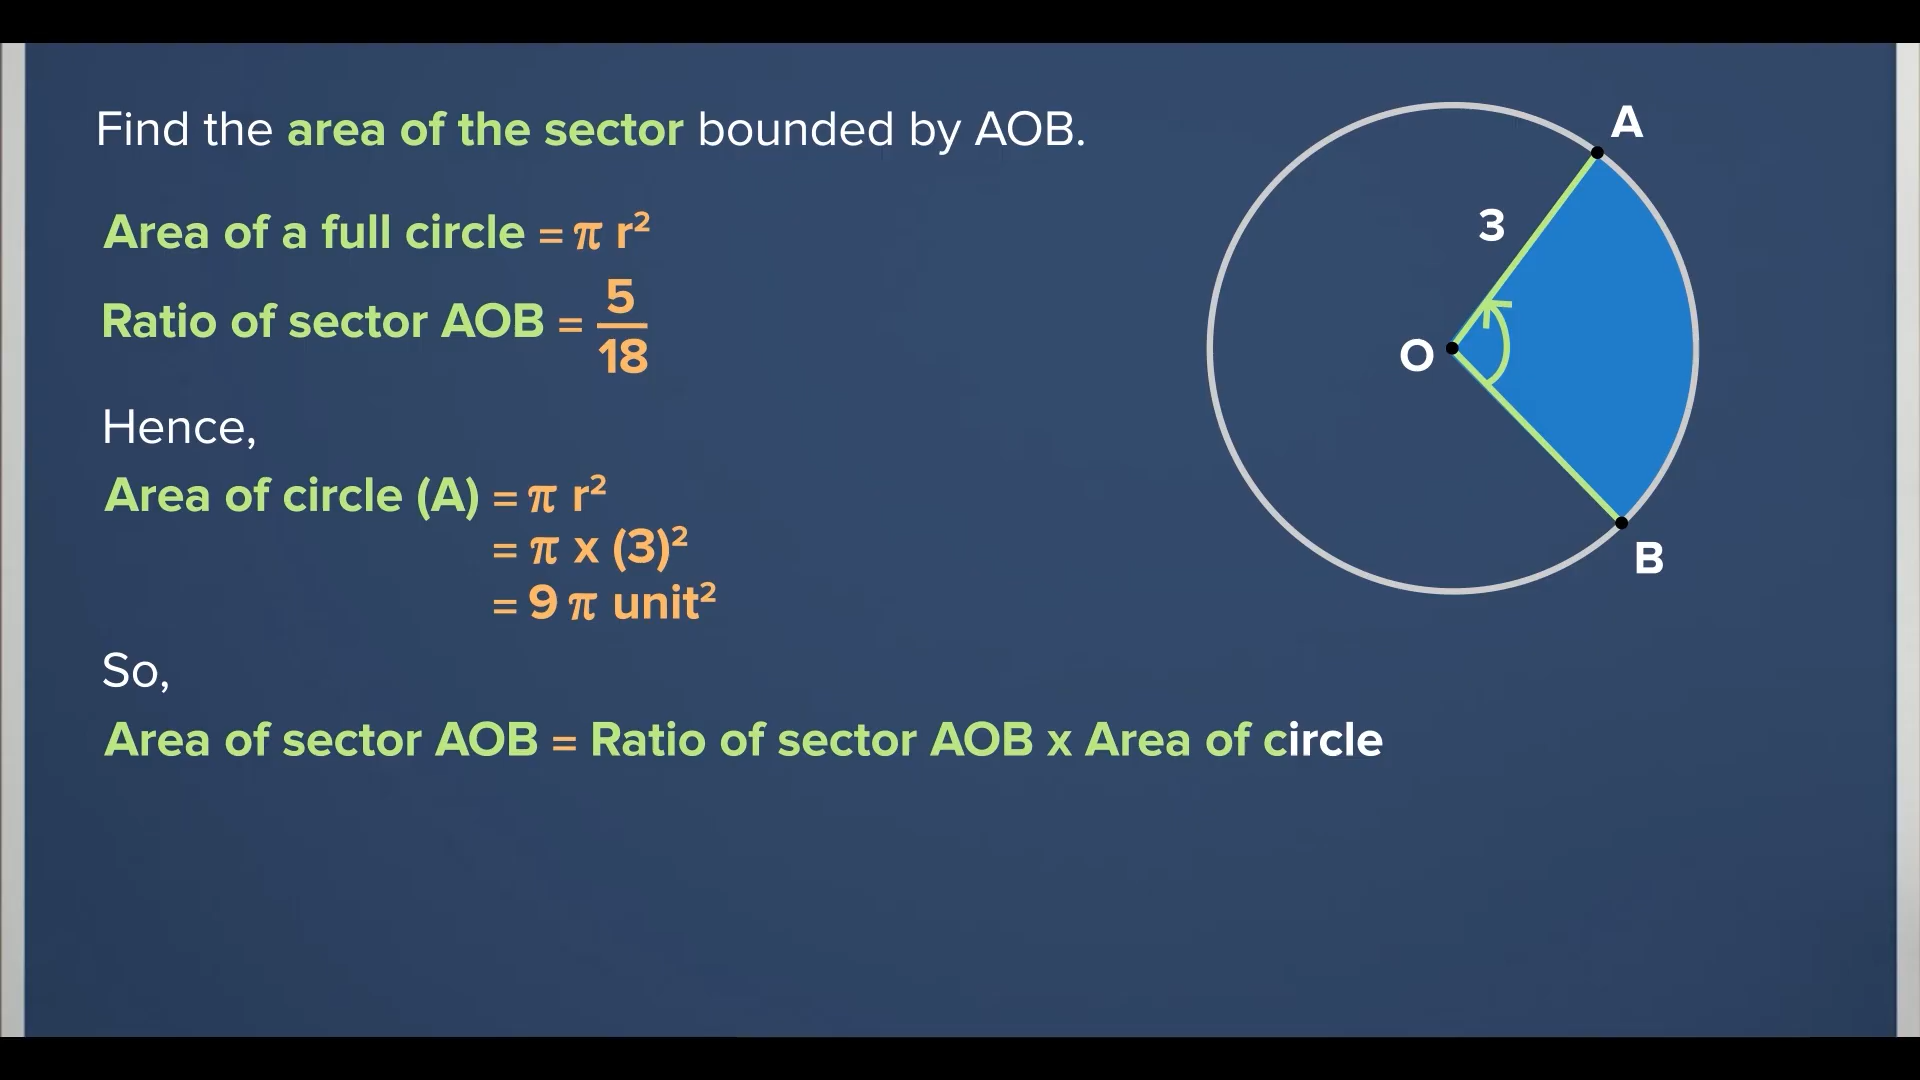 Find the area of the sector bounded by AOB.
Area of a full circle = π r²
Ratio of sector AOB = 5/18
Hence,
Area of circle (A) = π r²
= π x (3)²
= 9 π unit²
So,
Area of sector AOB = Ratio of sector AOB x Area of circle
A
3
O
B